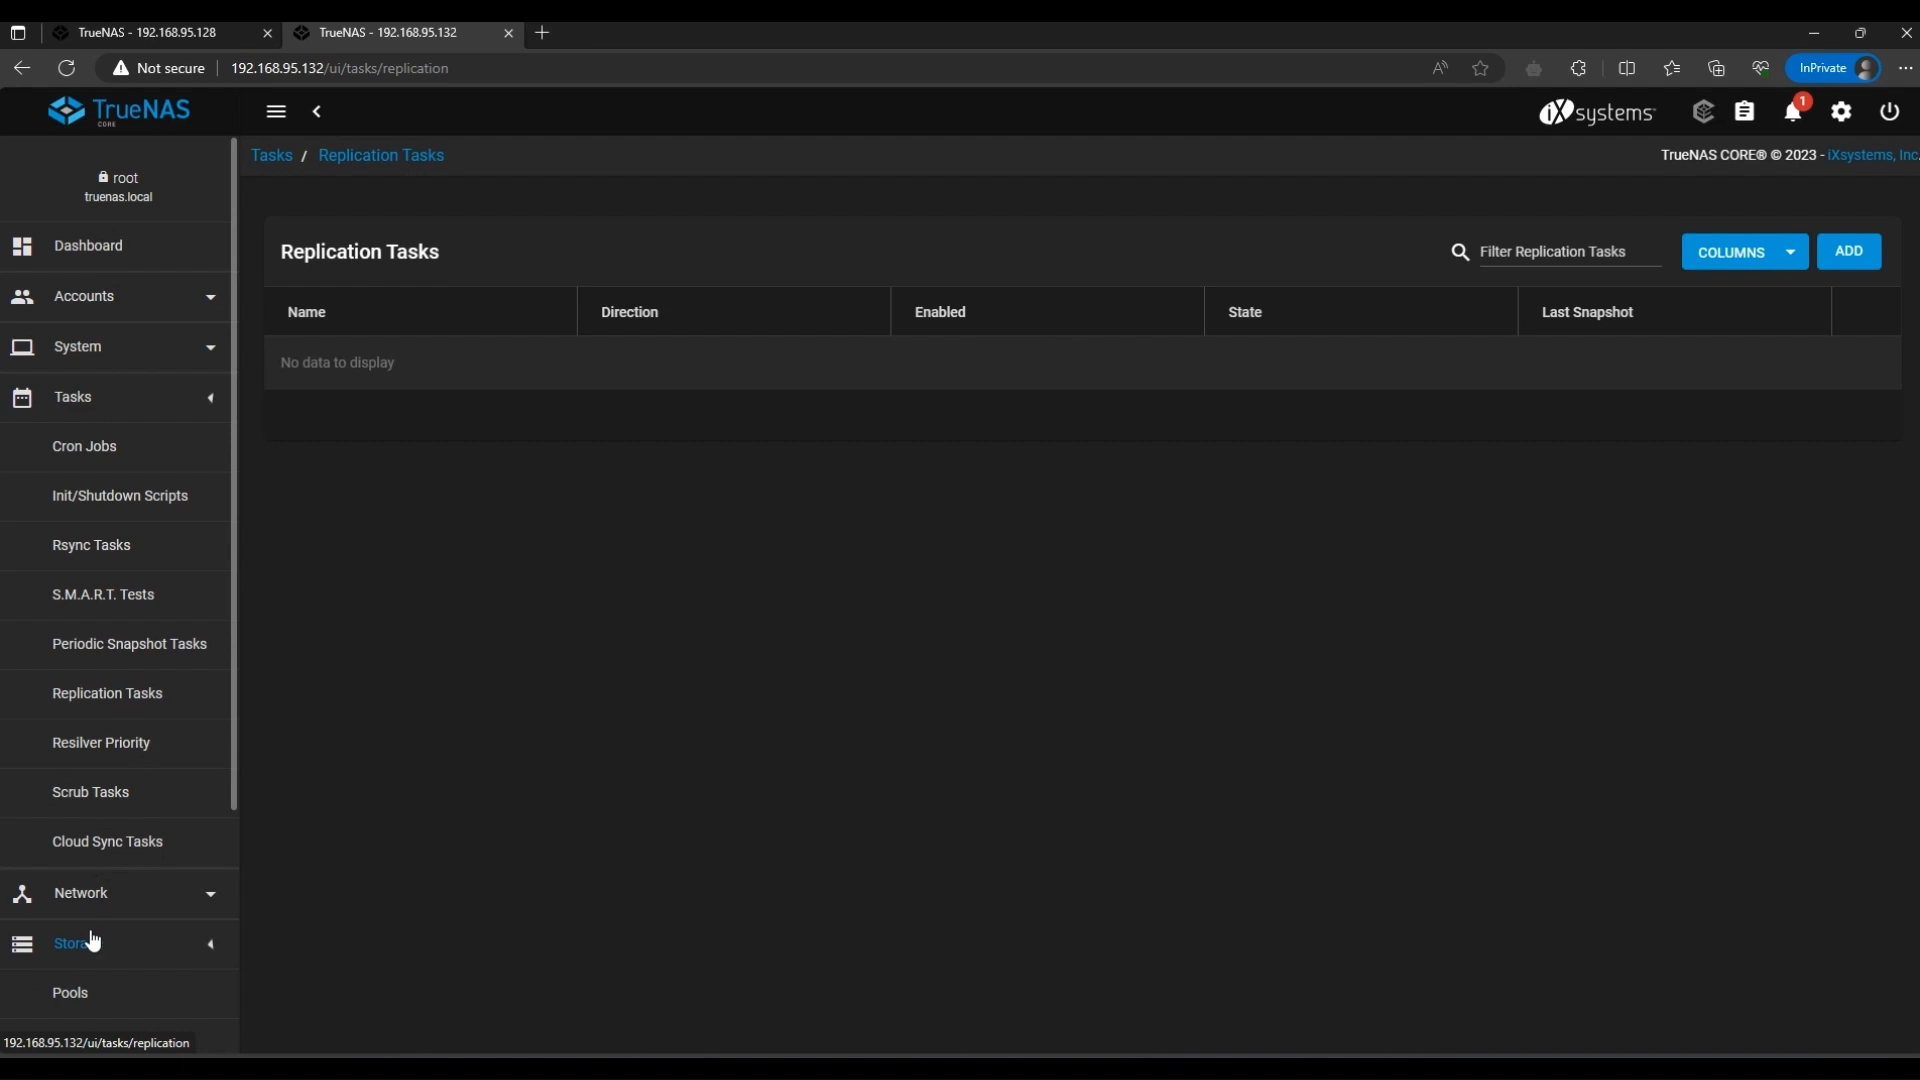 TrueNAS - 192.168.95.128
TrueNAS - 192.168.95.132
Not secure
192.168.95.132/ui/tasks/replication
InPrivate
TrueNAS
CORE
iXsystems
1
root
truenas.local
Tasks / Replication Tasks
TrueNAS CORE® © 2023 - iXsystems, Inc.
Dashboard
Accounts
System
Tasks
Cron Jobs
Init/Shutdown Scripts
Rsync Tasks
S.M.A.R.T. Tests
Periodic Snapshot Tasks
Replication Tasks
Resilver Priority
Scrub Tasks
Cloud Sync Tasks
Network
Pools
192.168.95.132/ui/tasks/replication
Replication Tasks
Filter Replication Tasks
COLUMNS
ADD
Name
Direction
Enabled
State
Last Snapshot
No data to display